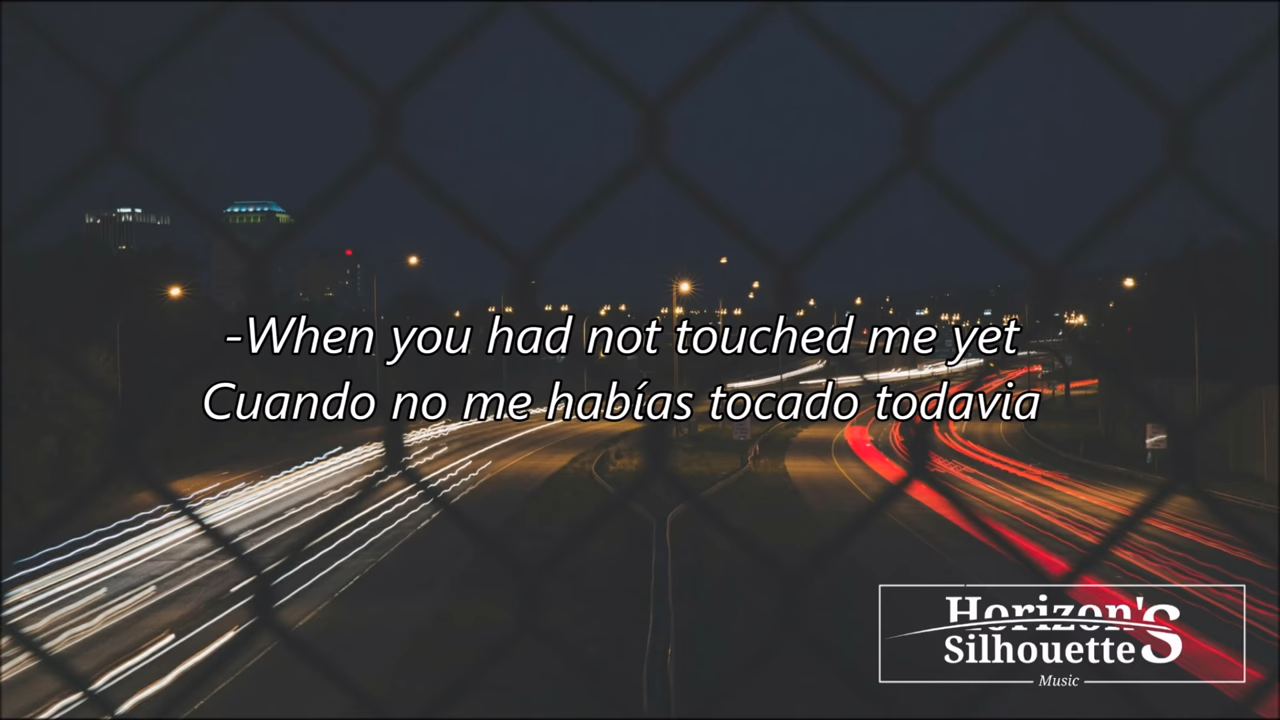 -When you had not touched me yet
Cuando no me habías tocado todavia
Horizon's
Silhouette
Music